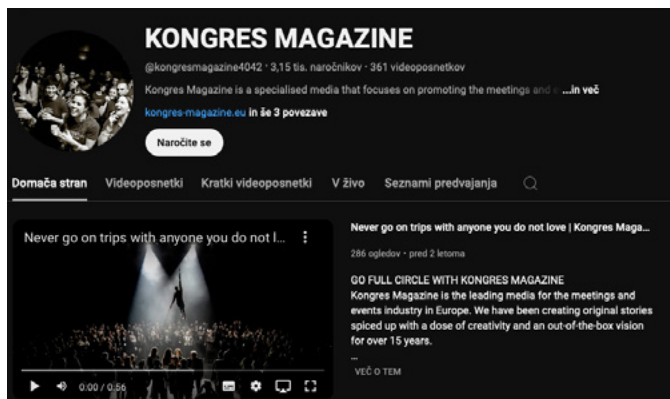 KONGRES MAGAZINE
@kongresmagazine4042 · 3,15 tis. naročnikov · 361 videoposnetkov
Kongres Magazine is a specialised media that focuses on promoting the meetings and ...in več
kongres-magazine.eu in še 3 povezave
Naročite se
Domača stran Videoposnetki Kratki videoposnetki V živo Seznami predvajanja
Never go on trips with anyone you do not l...
0:00 / 0:56
Never go on trips with anyone you do not love | Kongres Maga...
286 ogledov · pred 2 letoma
GO FULL CIRCLE WITH KONGRES MAGAZINE
Kongres Magazine is the leading media for the meetings and
events industry in Europe. We have been creating original stories
spiced up with a dose of creativity and an out-of-the-box vision
for over 15 years.
...
VEČ O TEM